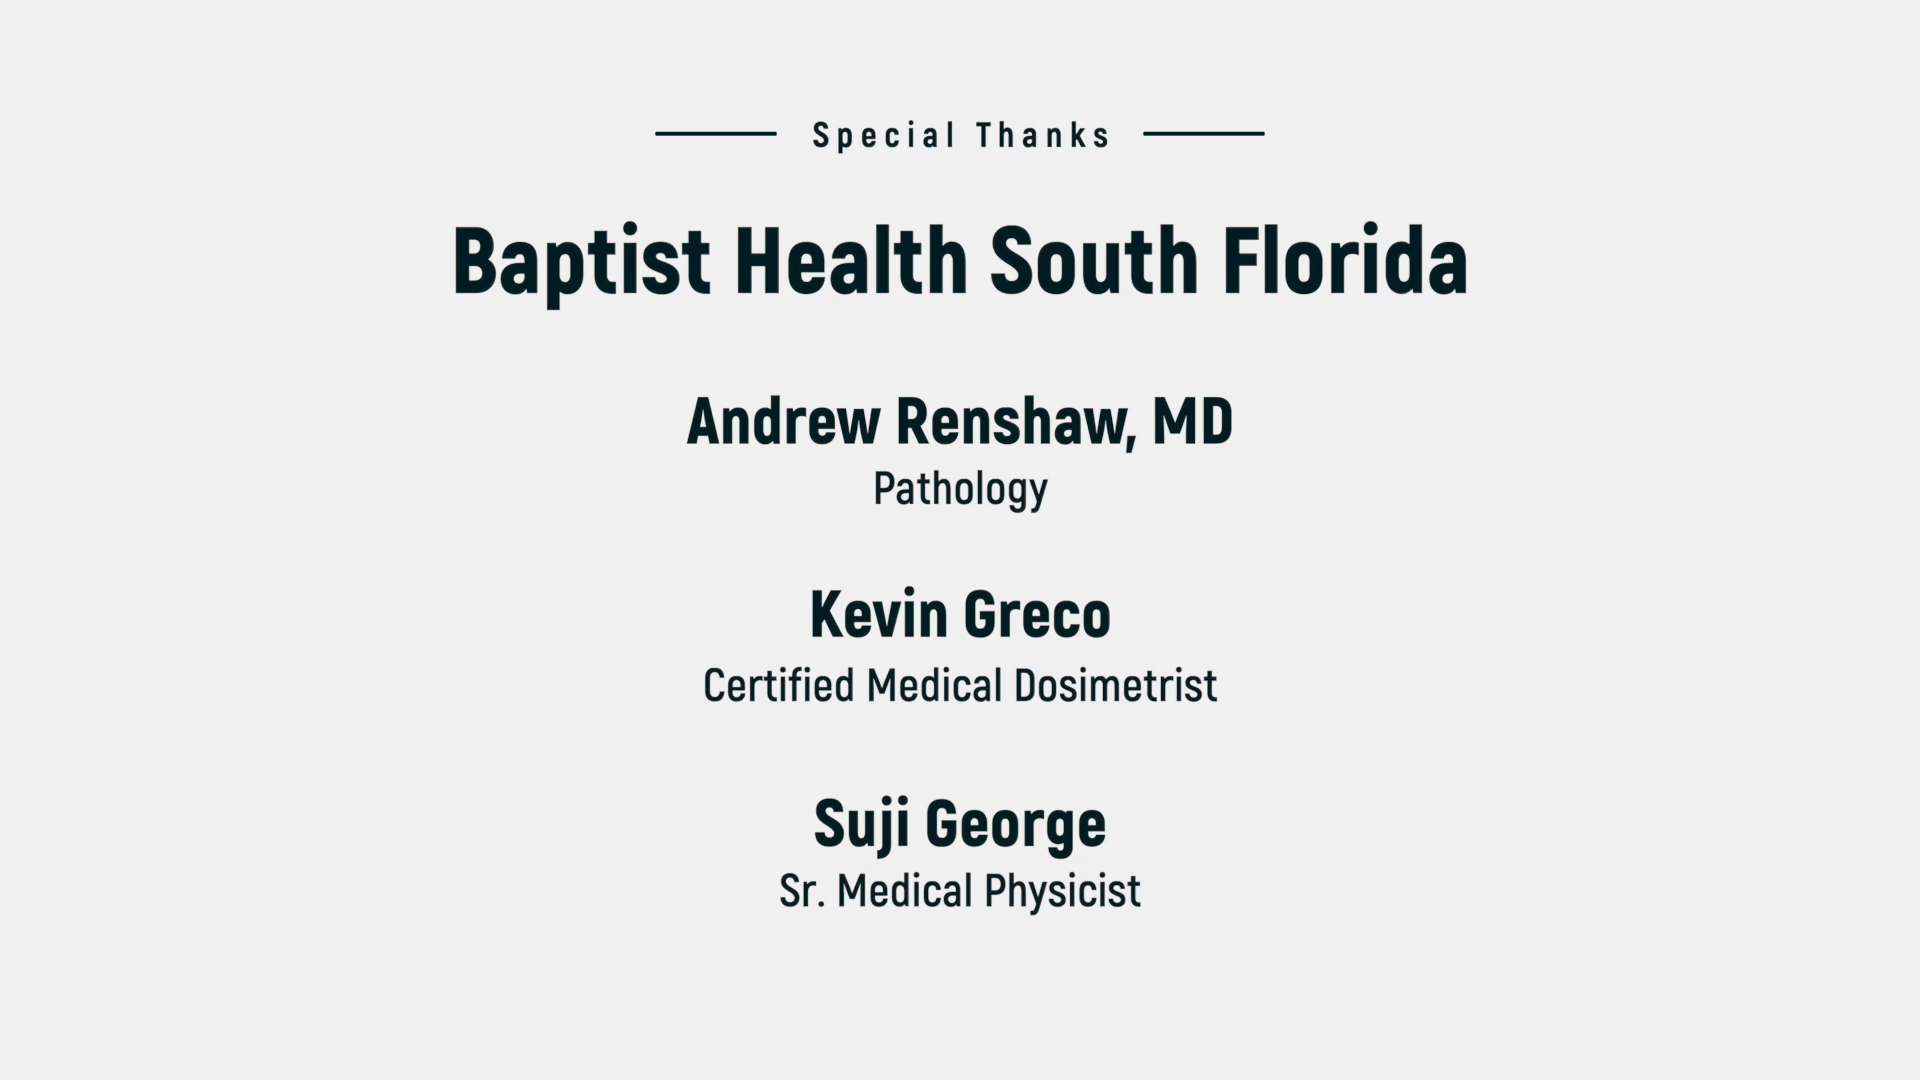 Special Thanks
Baptist Health South Florida
Andrew Renshaw, MD
Pathology
Kevin Greco
Certified Medical Dosimetrist
Suji George
Sr. Medical Physicist